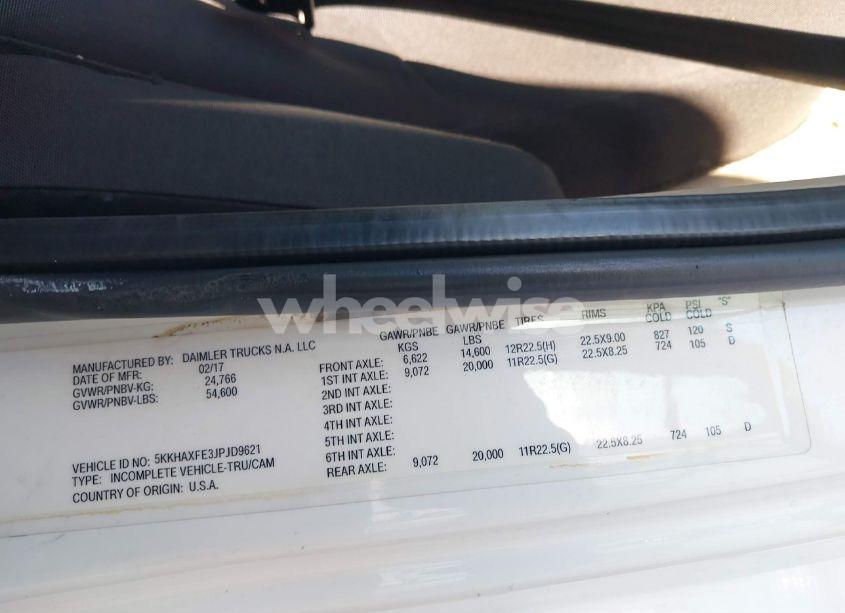 wheelwise
MANUFACTURED BY: DAIMLER TRUCKS N.A. LLC
DATE OF MFR: 02/17
GVWR/PNBV-KG: 24,766
GVWR/PNBV-LBS: 54,600
VEHICLE ID NO: 5KKHAXFE3JPJD9621
TYPE: INCOMPLETE VEHICLE-TRU/CAM
COUNTRY OF ORIGIN: U.S.A.
GAWR/PNBE KGS GAWR/PNBE LBS TIRES RIMS KPA COLD PSI COLD "S"
FRONT AXLE: 6,622 14,600 12R22.5(H) 22.5X9.00 827 120 S
1ST INT AXLE: 9,072 20,000 11R22.5(G) 22.5X8.25 724 105 D
2ND INT AXLE:
3RD INT AXLE:
4TH INT AXLE:
5TH INT AXLE:
6TH INT AXLE:
REAR AXLE: 9,072 20,000 11R22.5(G) 22.5X8.25 724 105 D